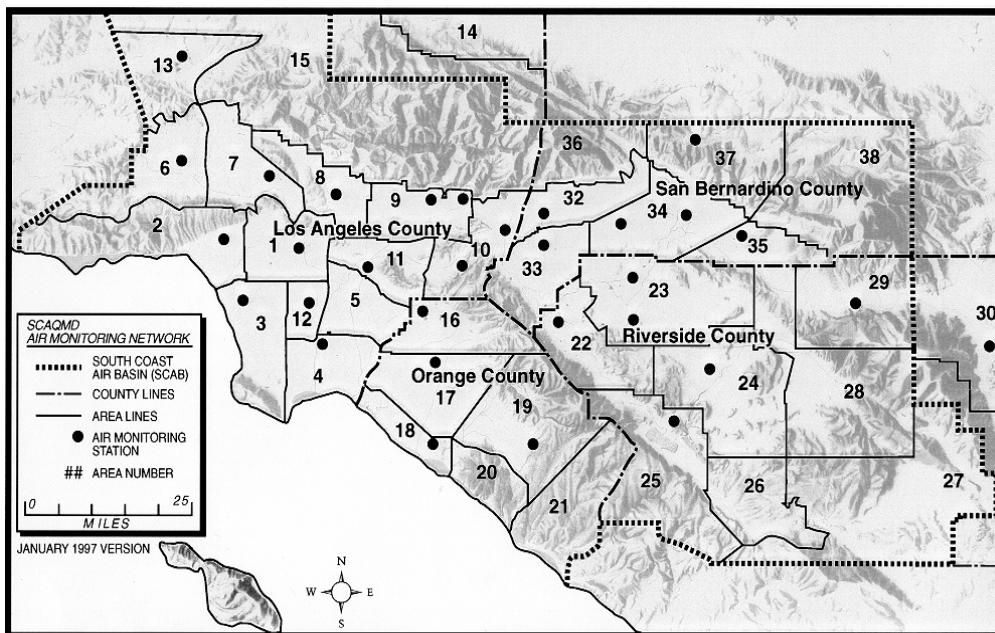 14
13
15
36
37
38
6
7
8
San Bernardino County
9
32
34
2
Los Angeles County
1
10
35
11
33
29
23
5
3
12
16
30
22
Riverside County
4
Orange County
24
17
28
19
18
20
21
25
26
27
SCAQMD
AIR MONITORING NETWORK
SOUTH COAST
AIR BASIN (SCAB)
COUNTY LINES
AREA LINES
AIR MONITORING
STATION
## AREA NUMBER
0 25
MILES
JANUARY 1997 VERSION
N
W E
S